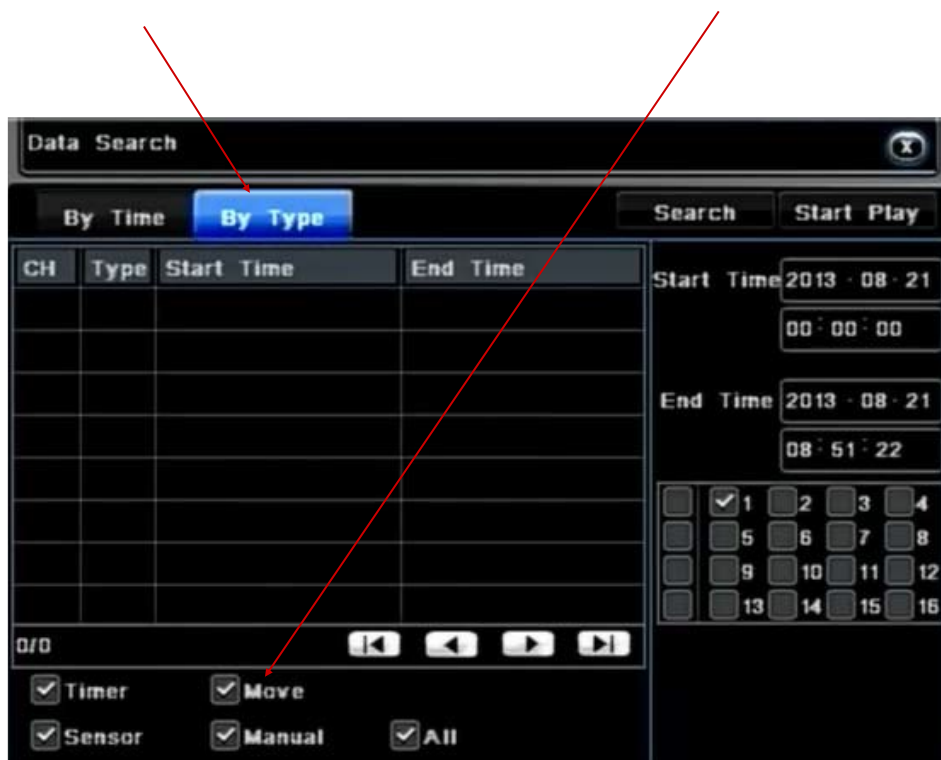 Data Search
X
By Time By Type Search Start Play
CH Type Start Time End Time
Start Time 2013 - 08 - 21
00 : 00 : 00
End Time 2013 - 08 - 21
08 : 51 : 22
1 2 3 4
5 6 7 8
9 10 11 12
13 14 15 16
0/0
Timer Move
Sensor Manual All